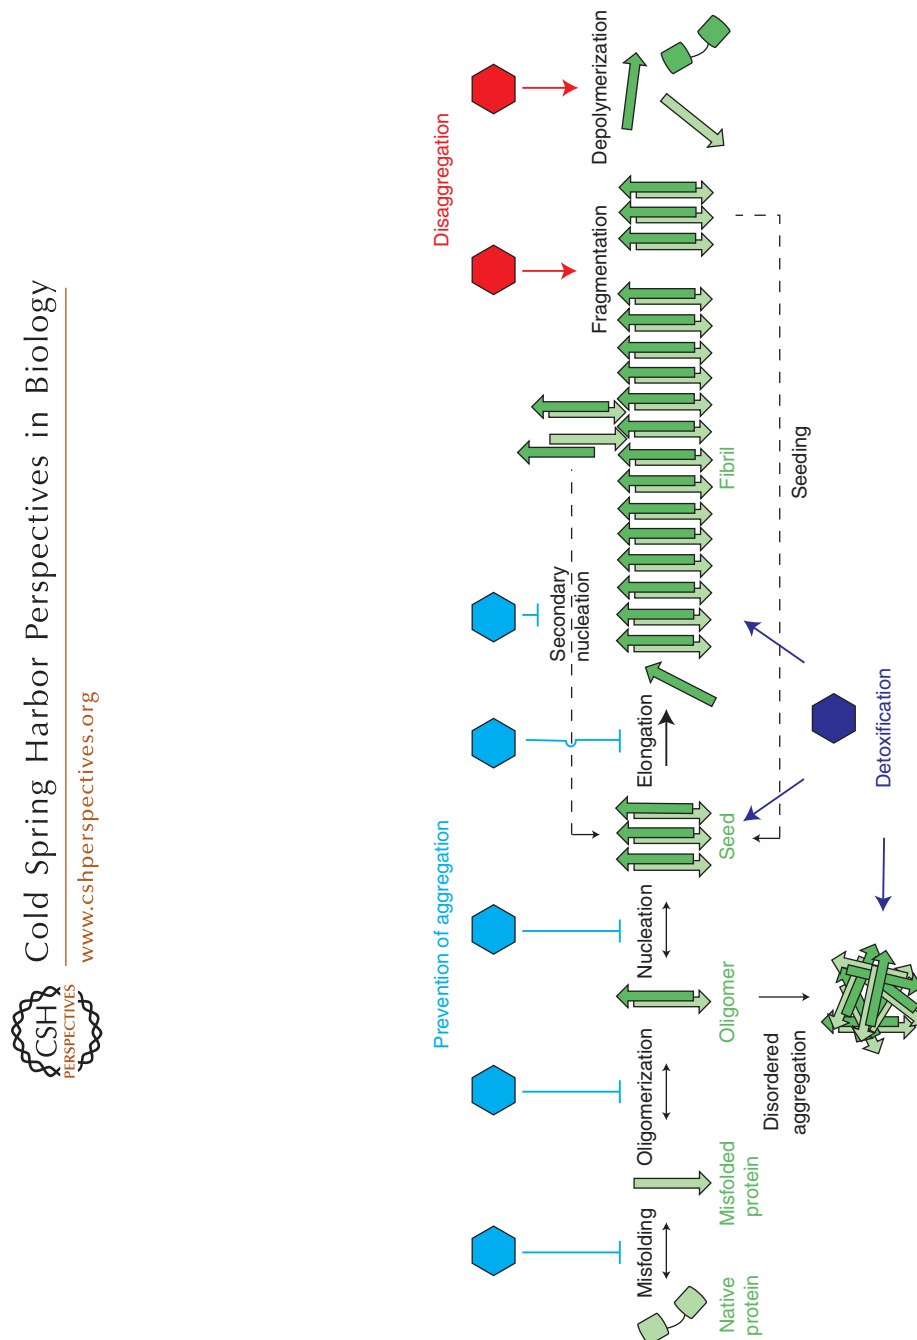 CSH
PERSPECTIVES
Cold Spring Harbor Perspectives in Biology
www.cshperspectives.org
Prevention of aggregation
Disaggregation
Misfolding
Oligomerization
Nucleation
Elongation
Secondary
nucleation
Fragmentation
Depolymerization
Native
protein
Misfolded
protein
Oligomer
Seed
Fibril
Disordered
aggregation
Seeding
Detoxification